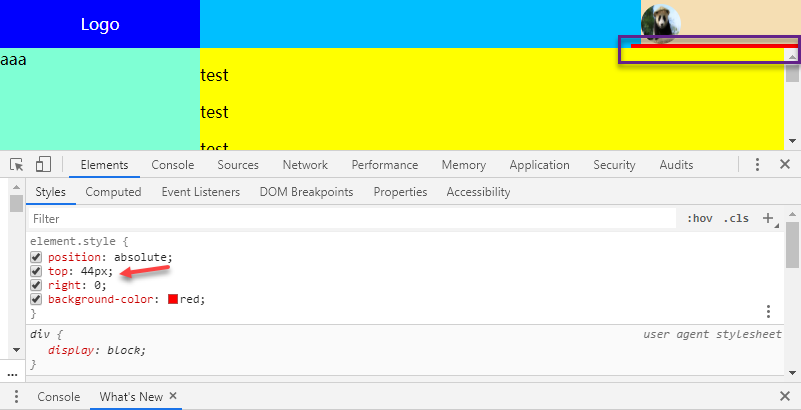 Logo
aaa
test
test
test
Elements Console Sources Network Performance Memory Application Security Audits
Styles Computed Event Listeners DOM Breakpoints Properties Accessibility
Filter :hov .cls
element.style {
position: absolute;
top: 44px;
right: 0;
background-color: red;
}
div { user agent stylesheet
display: block;
}
...
Console What's New